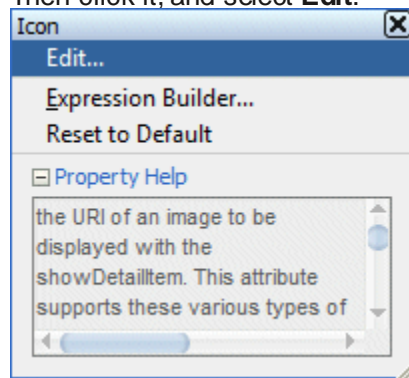 Then click it, and select Edit.
Icon
Edit...
Expression Builder...
Reset to Default
Property Help
the URI of an image to be
displayed with the
showDetailItem. This attribute
supports these various types of